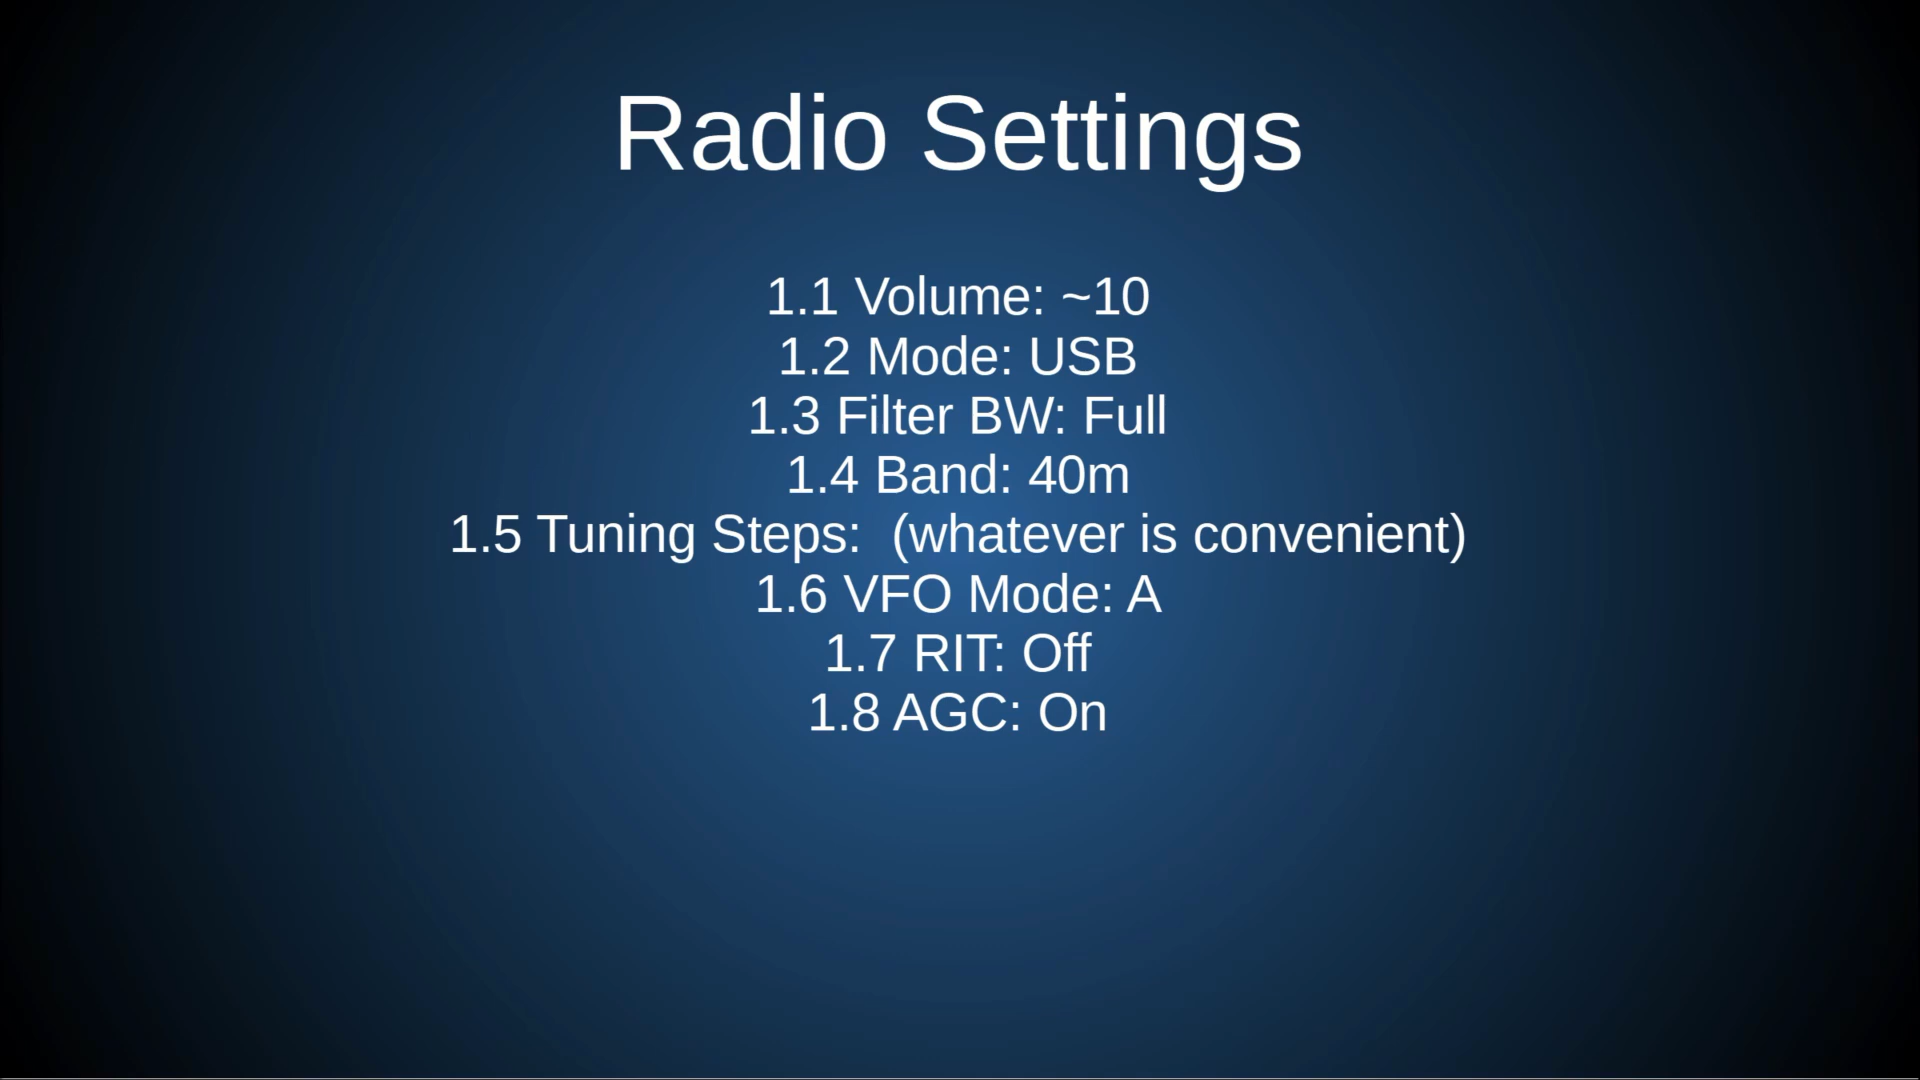 Radio Settings
1.1 Volume: ~10
1.2 Mode: USB
1.3 Filter BW: Full
1.4 Band: 40m
1.5 Tuning Steps:  (whatever is convenient)
1.6 VFO Mode: A
1.7 RIT: Off
1.8 AGC: On